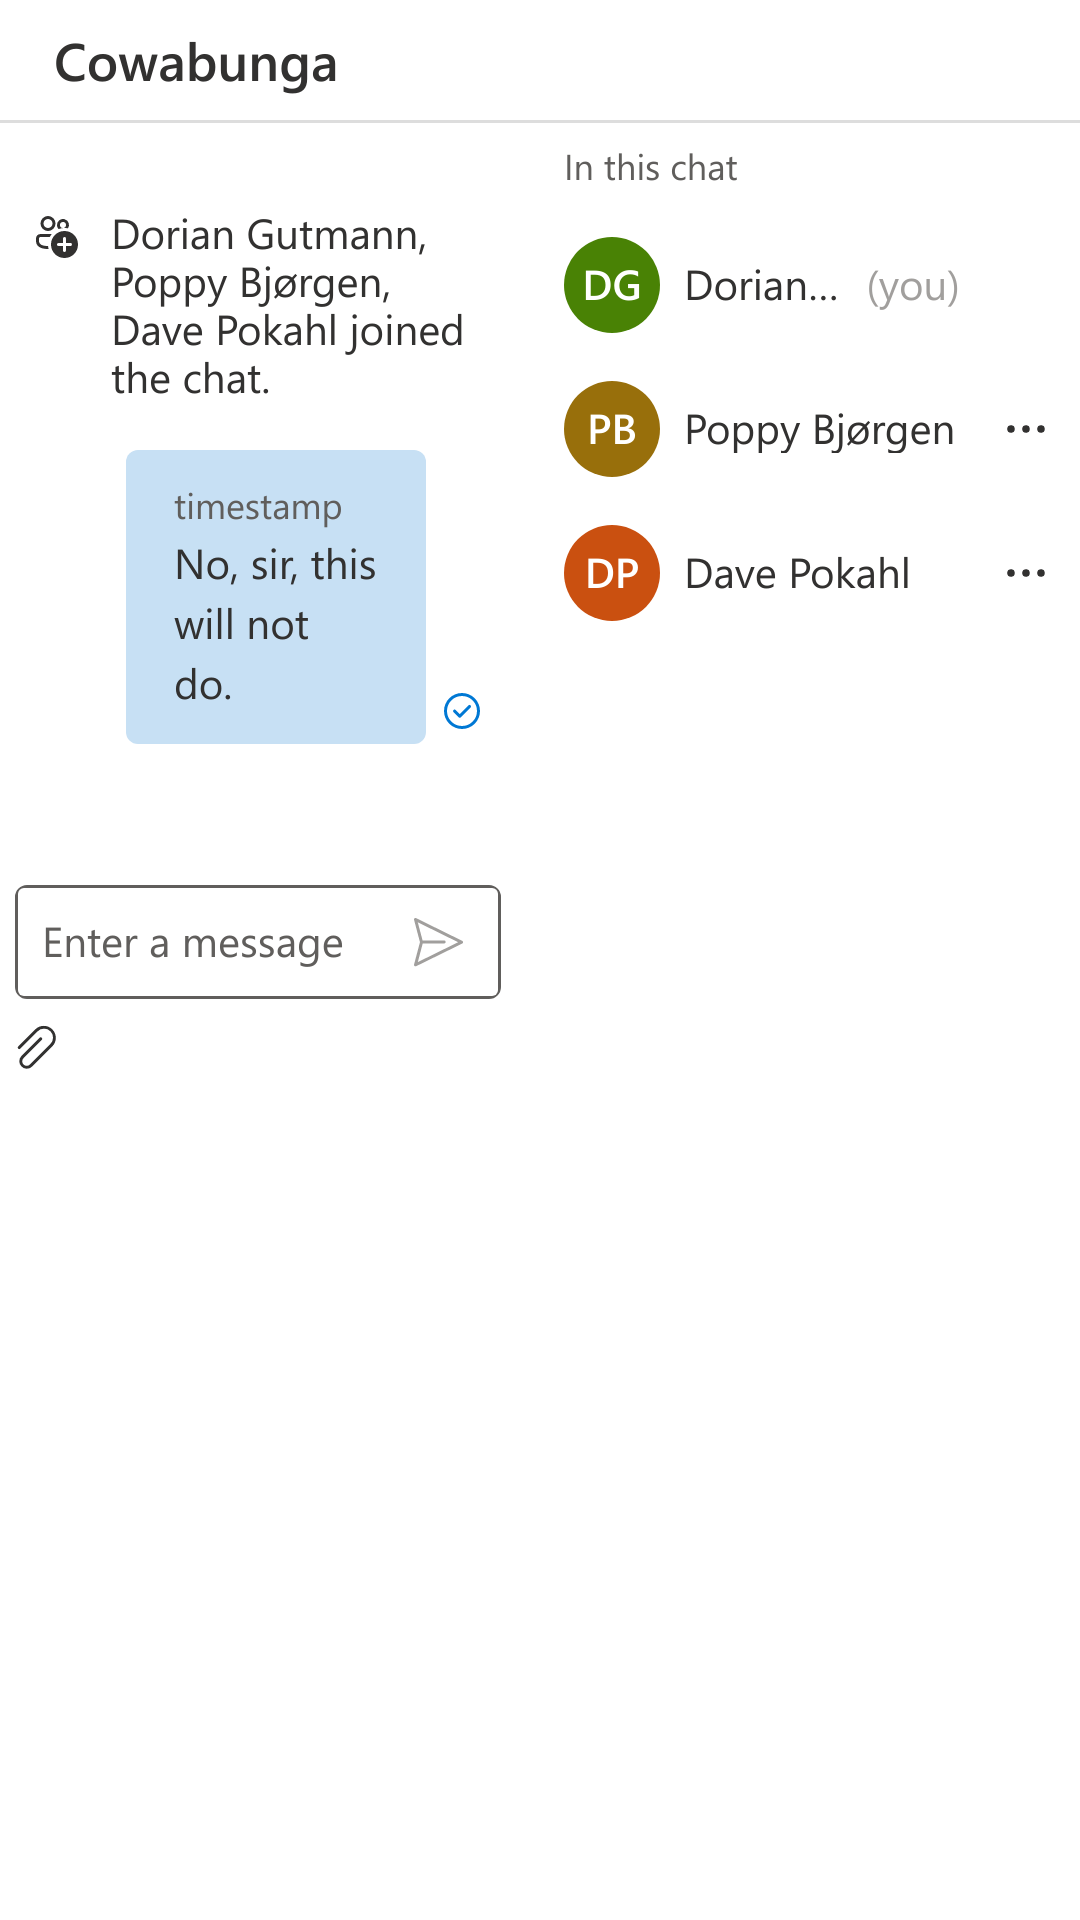 Cowabunga
Dorian Gutmann,
Poppy Bjørgen,
Dave Pokahl joined
the chat.
timestamp
No, sir, this
will not
do.
Enter a message
In this chat
DG Dorian... (you)
PB Poppy Bjørgen
DP Dave Pokahl